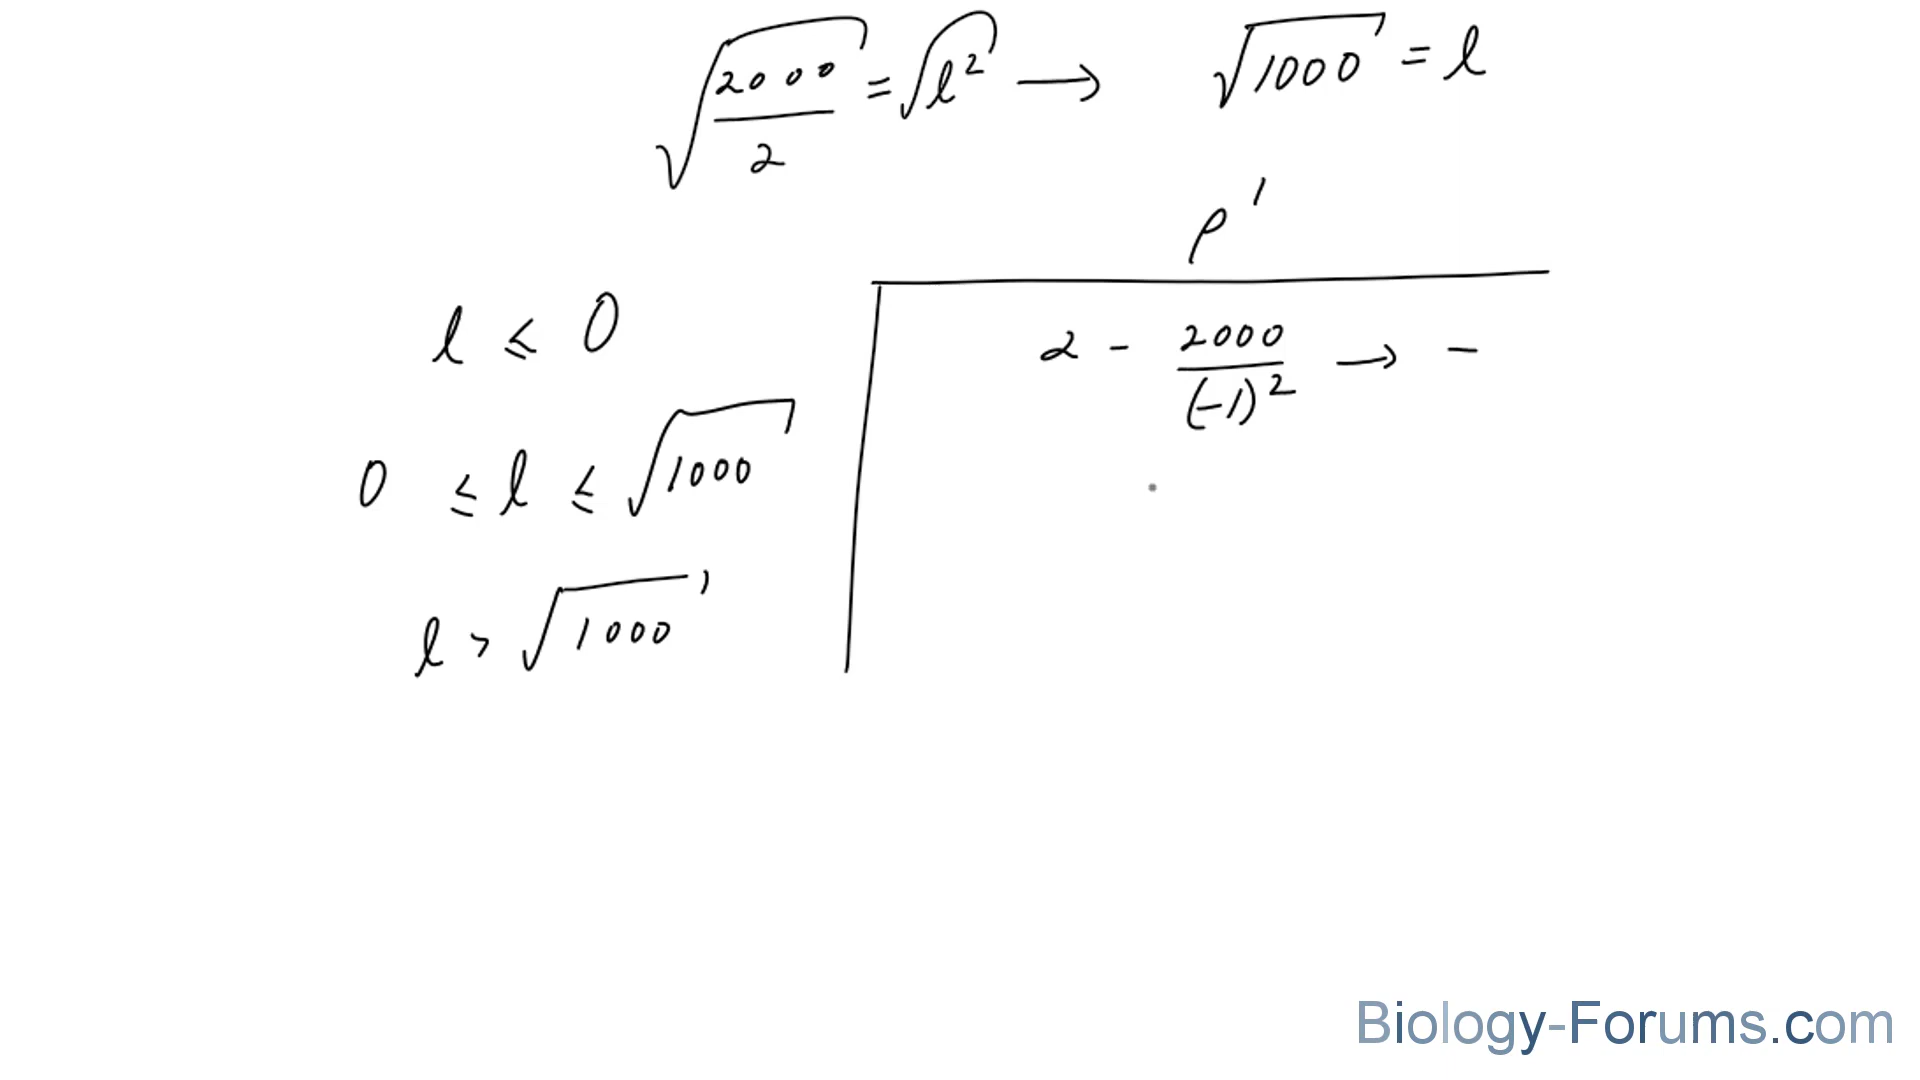 √(2000/2) = √(l²) → √1000 = l
P'
l ≤ 0    2 - 2000/(-1)² → -
0 ≤ l ≤ √1000
l > √1000
Biology-Forums.com